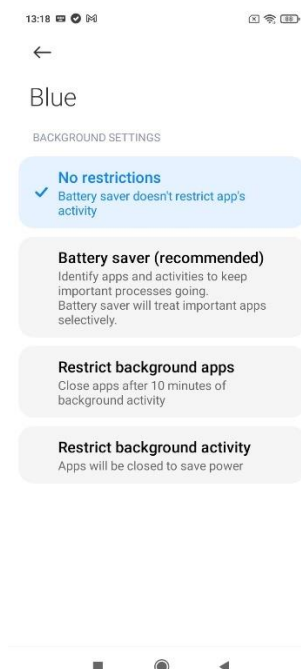 13:18
Blue
BACKGROUND SETTINGS
No restrictions
Battery saver doesn't restrict app's
activity
Battery saver (recommended)
Identify apps and activities to keep
important processes going.
Battery saver will treat important apps
selectively.
Restrict background apps
Close apps after 10 minutes of
background activity
Restrict background activity
Apps will be closed to save power